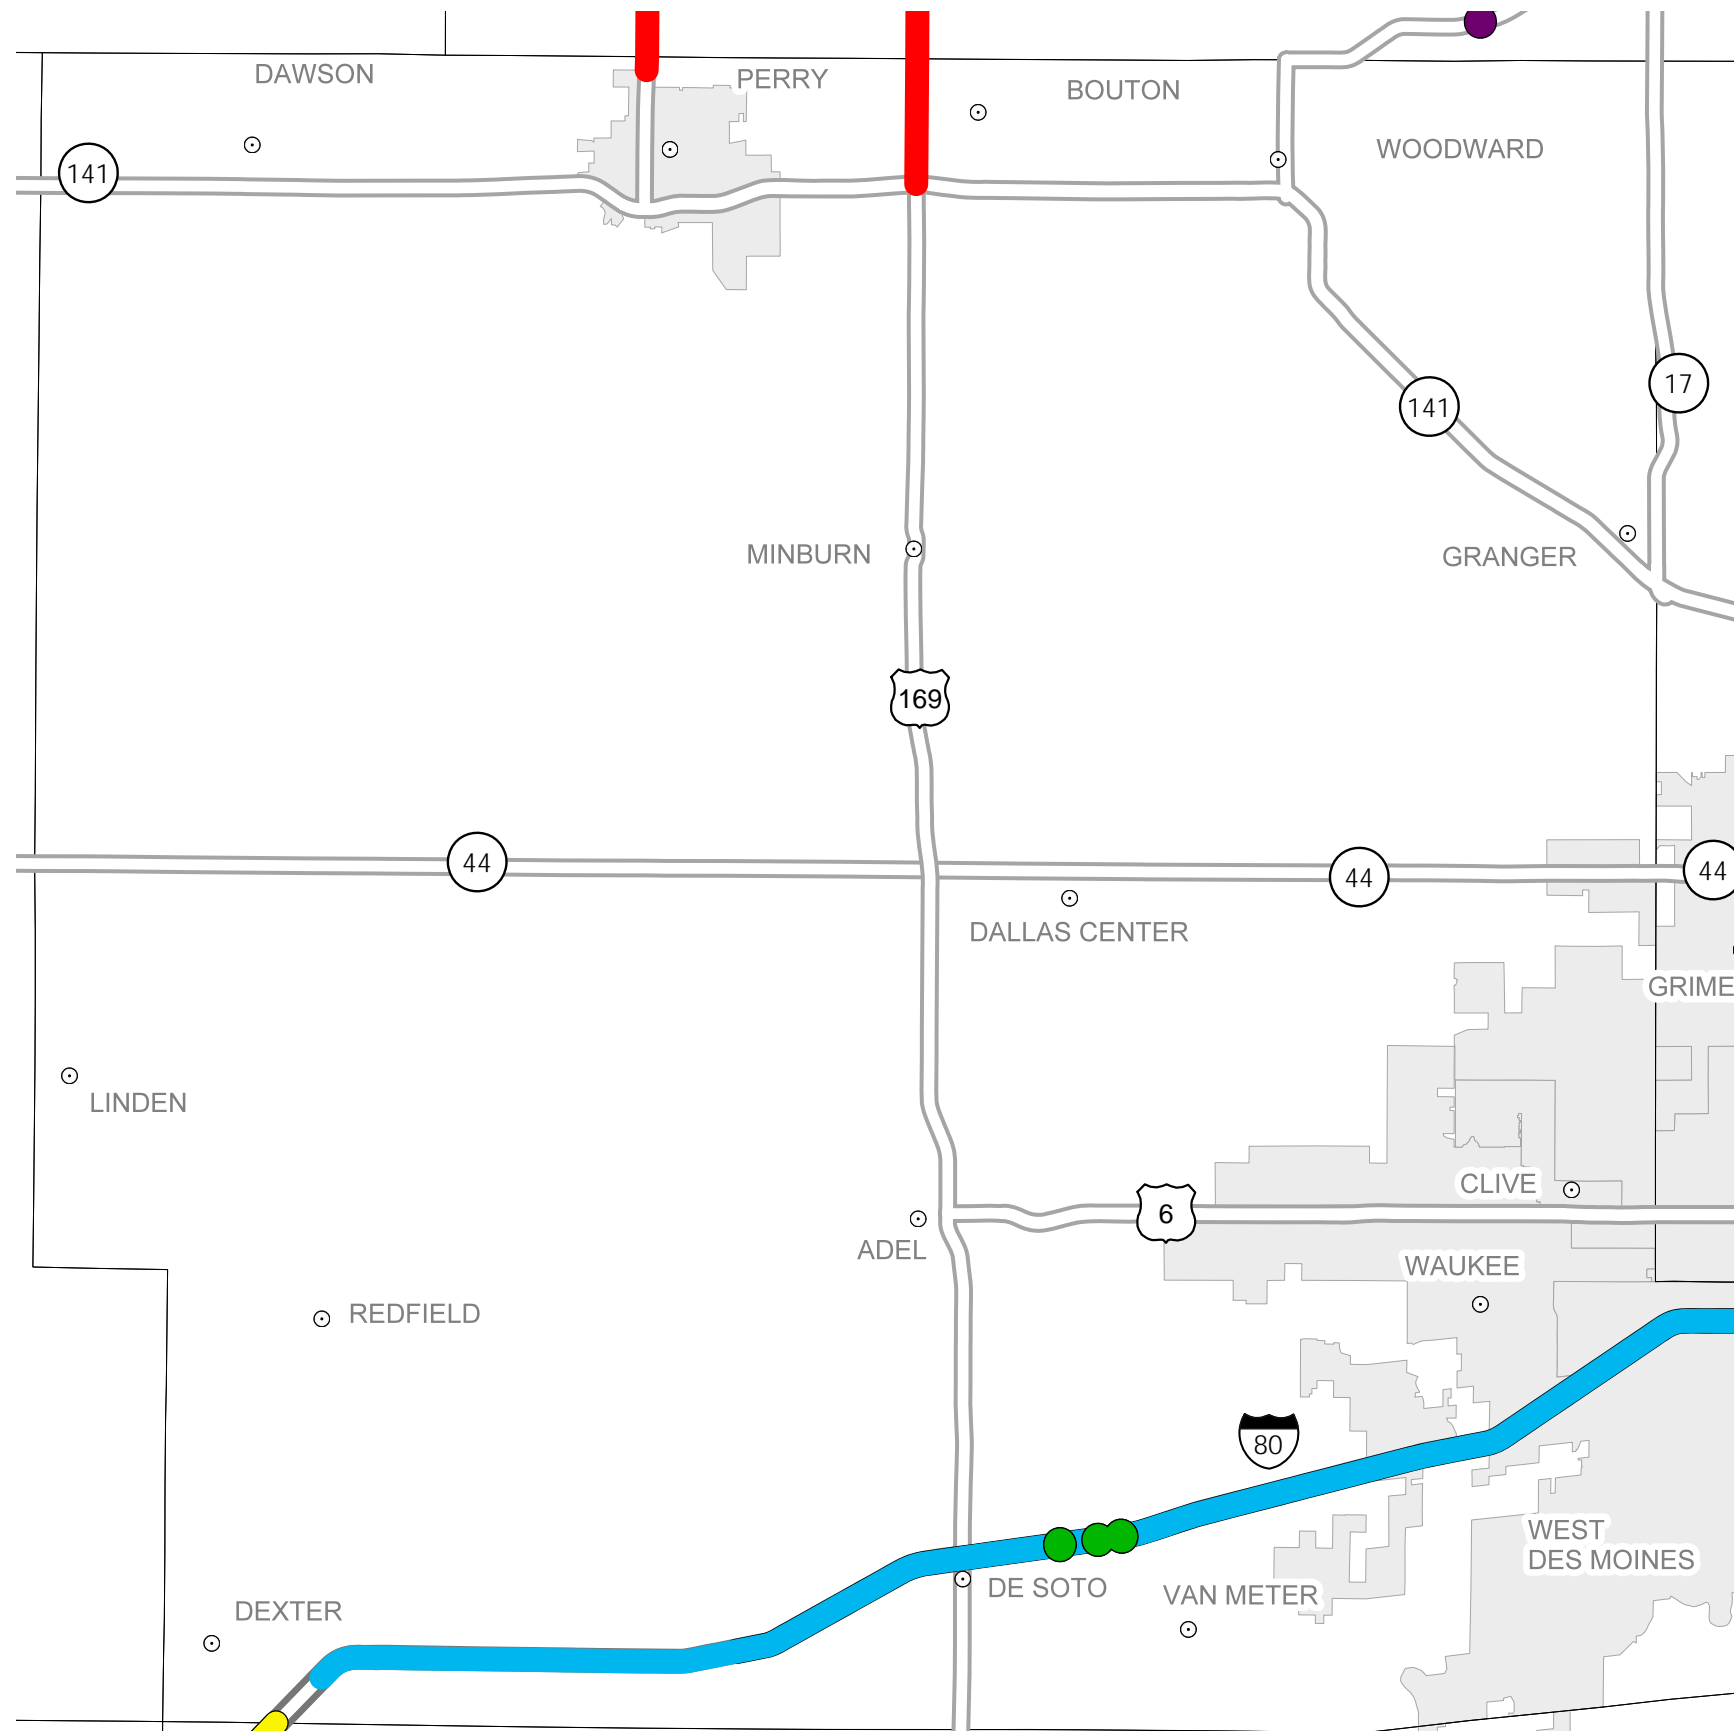 DAWSON
PERRY
BOUTON
WOODWARD
141
17
141
MINBURN
GRANGER
169
44
44
44
DALLAS CENTER
GRIME
LINDEN
CLIVE
6
ADEL
WAUKEE
REDFIELD
80
WEST
DES MOINES
DE SOTO
VAN METER
DEXTER